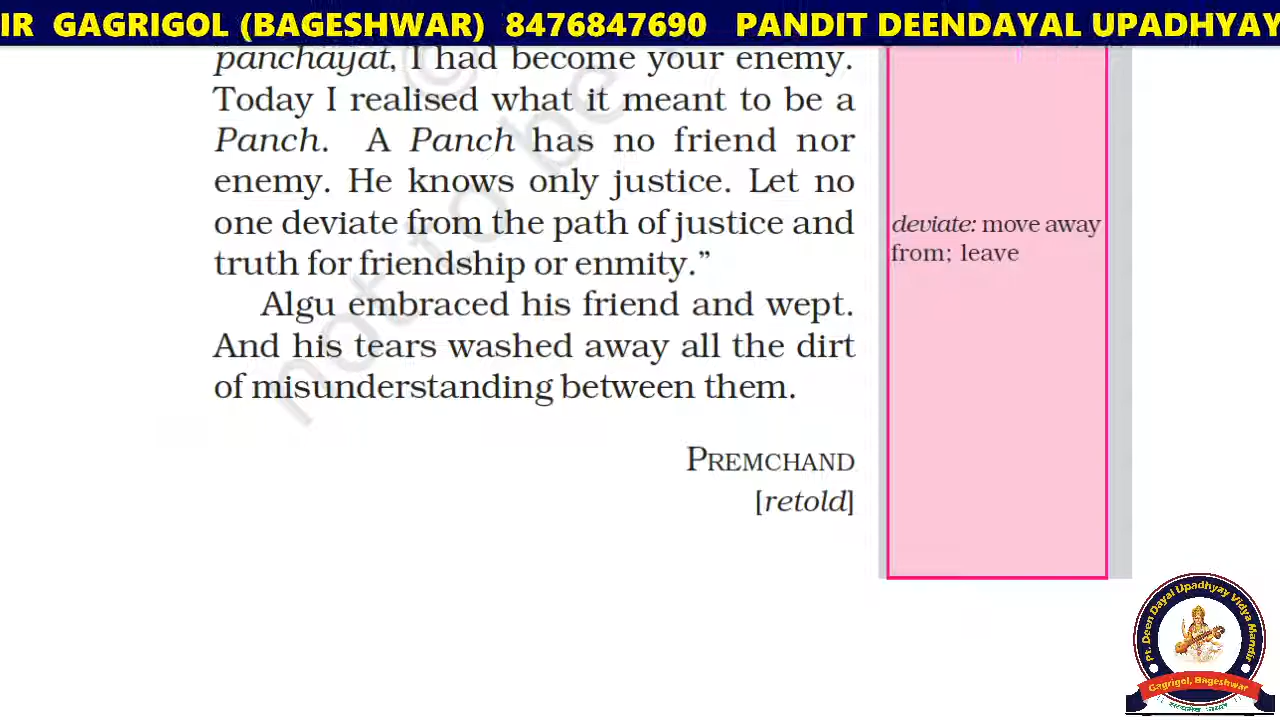 IR GAGRIGOL (BAGESHWAR) 8476847690 PANDIT DEENDAYAL UPADHYAY
panchayat, I had become your enemy.
Today I realised what it meant to be a
Panch. A Panch has no friend nor
enemy. He knows only justice. Let no
one deviate from the path of justice and
truth for friendship or enmity.”
Algu embraced his friend and wept.
And his tears washed away all the dirt
of misunderstanding between them.
PREMCHAND
[retold]
deviate: move away
from; leave
not to be
©
Pt. Deen Dayal Upadhyay Vidya Mandir
Gagrigol, Bageshwar